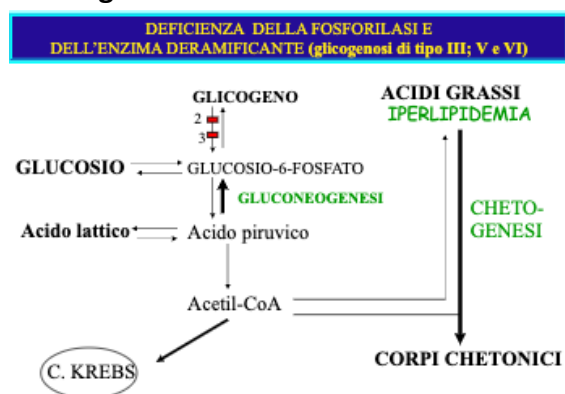 DEFICIENZA DELLA FOSFORILASI E
DELL'ENZIMA DERAMIFICANTE (glicogenosi di tipo III; V e VI)
GLICOGENO
ACIDI GRASSI
IPERLIPIDEMIA
2
3
GLUCOSIO
GLUCOSIO-6-FOSFATO
GLUCONEOGENESI
CHETO-
GENESI
Acido lattico
Acido piruvico
Acetil-CoA
CORPI CHETONICI
C. KREBS